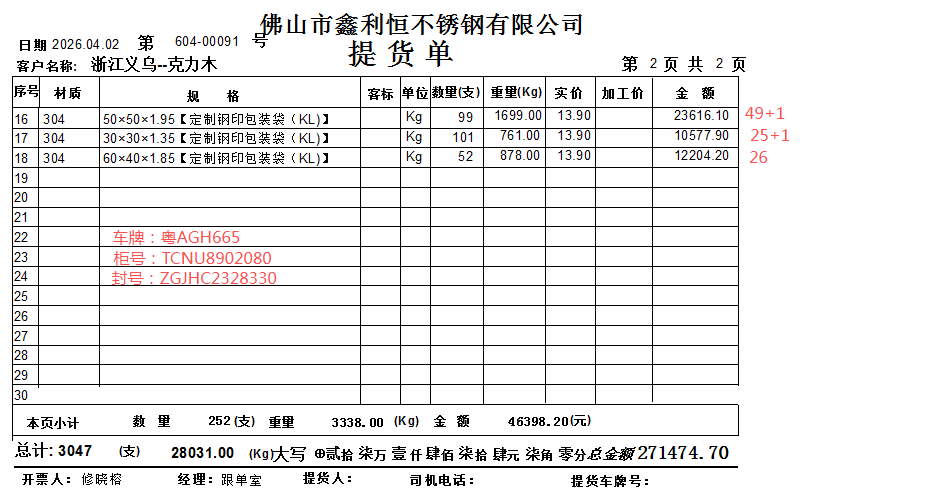 佛山市鑫利恒不锈钢有限公司
日期 2026.04.02 第 604-00091 号
提货单
客户名称: 浙江义乌--克力木 第 2 页 共 2 页
序号 材质 规格 客标 单位 数量(支) 重量(Kg) 实价 加工价 金额
16 304 50×50×1.95【定制钢印包装袋（KL)】 Kg 99 1699.00 13.90 23616.10 49+1
17 304 30×30×1.35【定制钢印包装袋（KL)】 Kg 101 761.00 13.90 10577.90 25+1
18 304 60×40×1.85【定制钢印包装袋（KL)】 Kg 52 878.00 13.90 12204.20 26
19
20
21
22 车牌：粤AGH665
23 柜号：TCNU8902080
24 封号：ZGJHC2328330
25
26
27
28
29
30
本页小计 数量 252 (支) 重量 3338.00 (Kg) 金额 46398.20(元)
总计: 3047 (支) 28031.00 (Kg)大写 ⊕贰拾 柒万 壹仟 肆佰 柒拾 肆元 柒角 零分 总金额 271474.70
开票人: 修晓榕 经理: 跟单室 提货人: 司机电话: 提货车牌号: